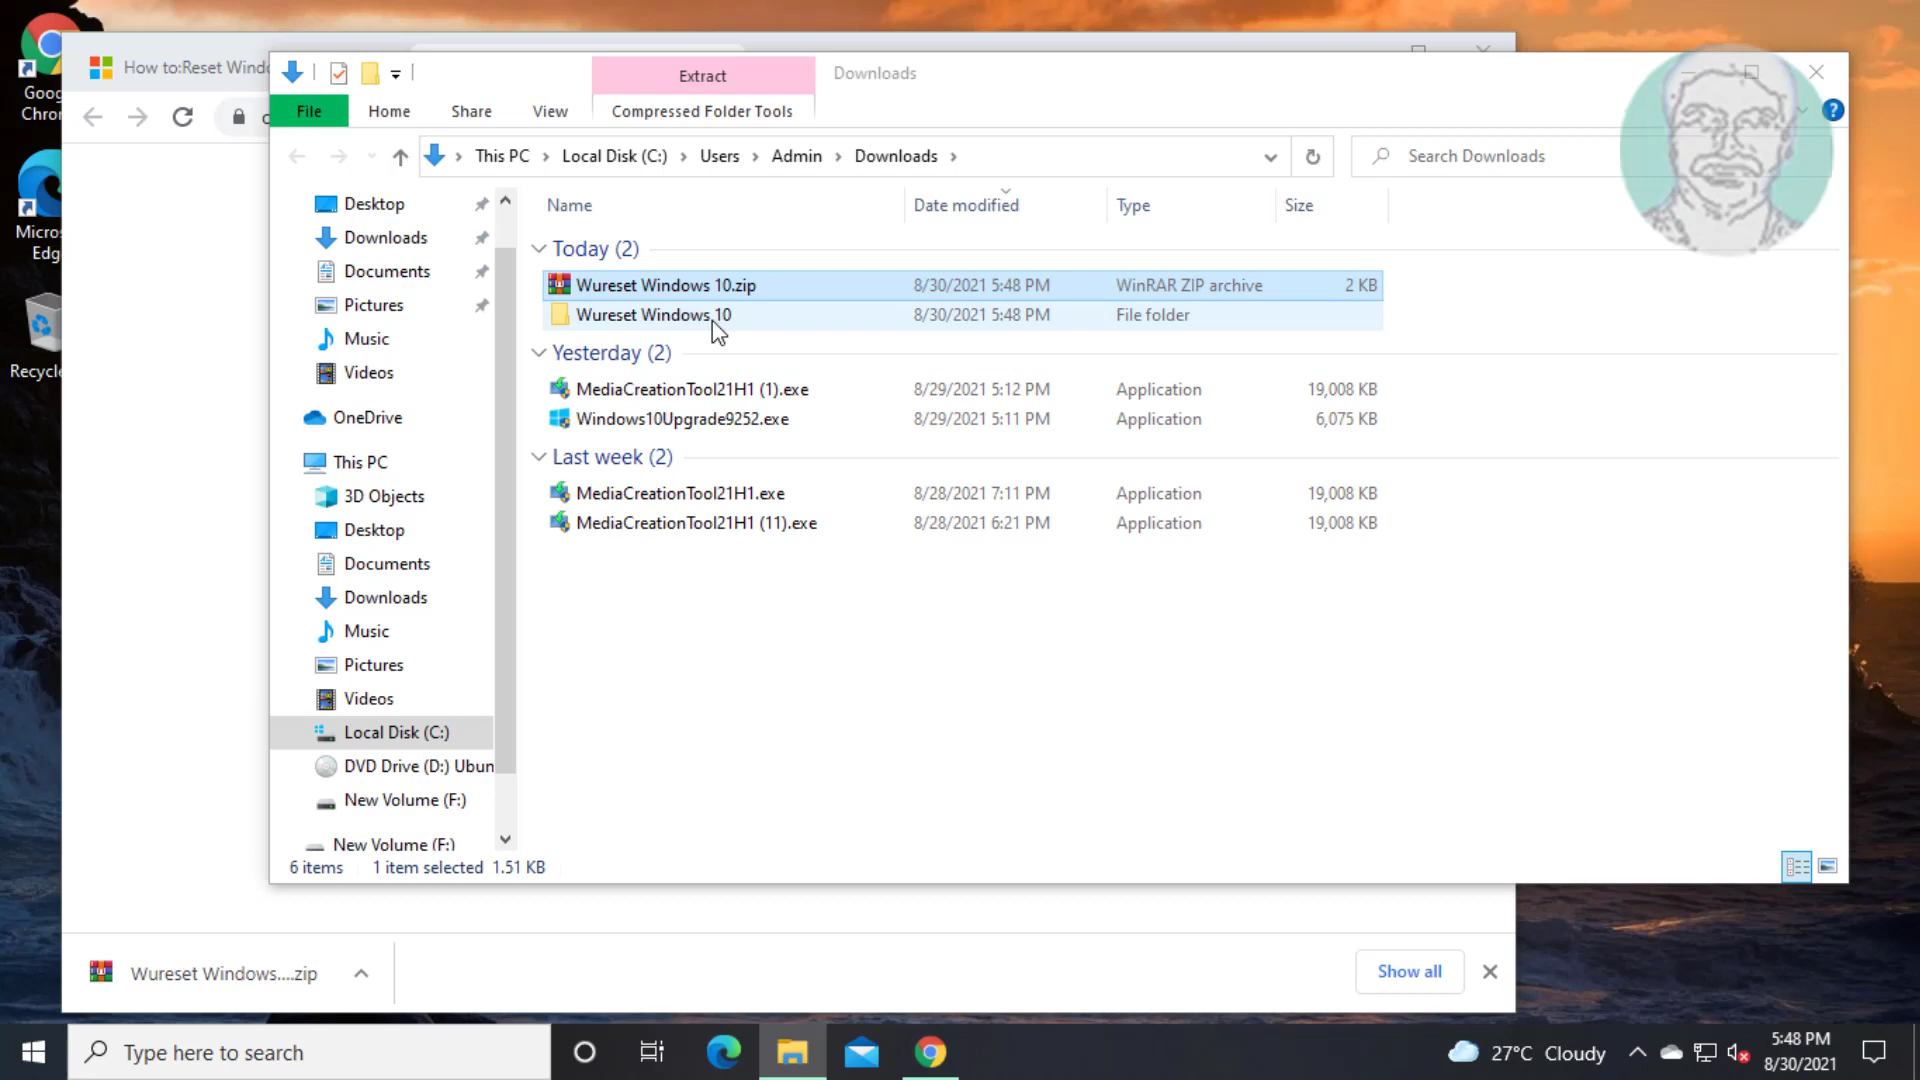 Goog
Chro
Micros
Edg
Recycle
How to:Reset Windo
Extract
Downloads
File
Home
Share
View
Compressed Folder Tools
This PC
Local Disk (C:)
Users
Admin
Downloads
Search Downloads
Desktop
Downloads
Documents
Pictures
Music
Videos
OneDrive
This PC
3D Objects
Desktop
Documents
Downloads
Music
Pictures
Videos
Local Disk (C:)
DVD Drive (D:) Ubun
New Volume (F:)
New Volume (F:)
Name Date modified Type Size
Today (2)
Wureset Windows 10.zip 8/30/2021 5:48 PM WinRAR ZIP archive 2 KB
Wureset Windows 10 8/30/2021 5:48 PM File folder
Yesterday (2)
MediaCreationTool21H1 (1).exe 8/29/2021 5:12 PM Application 19,008 KB
Windows10Upgrade9252.exe 8/29/2021 5:11 PM Application 6,075 KB
Last week (2)
MediaCreationTool21H1.exe 8/28/2021 7:11 PM Application 19,008 KB
MediaCreationTool21H1 (11).exe 8/28/2021 6:21 PM Application 19,008 KB
6 items 1 item selected 1.51 KB
Wureset Windows....zip
Show all
Type here to search
27°C Cloudy
5:48 PM
8/30/2021